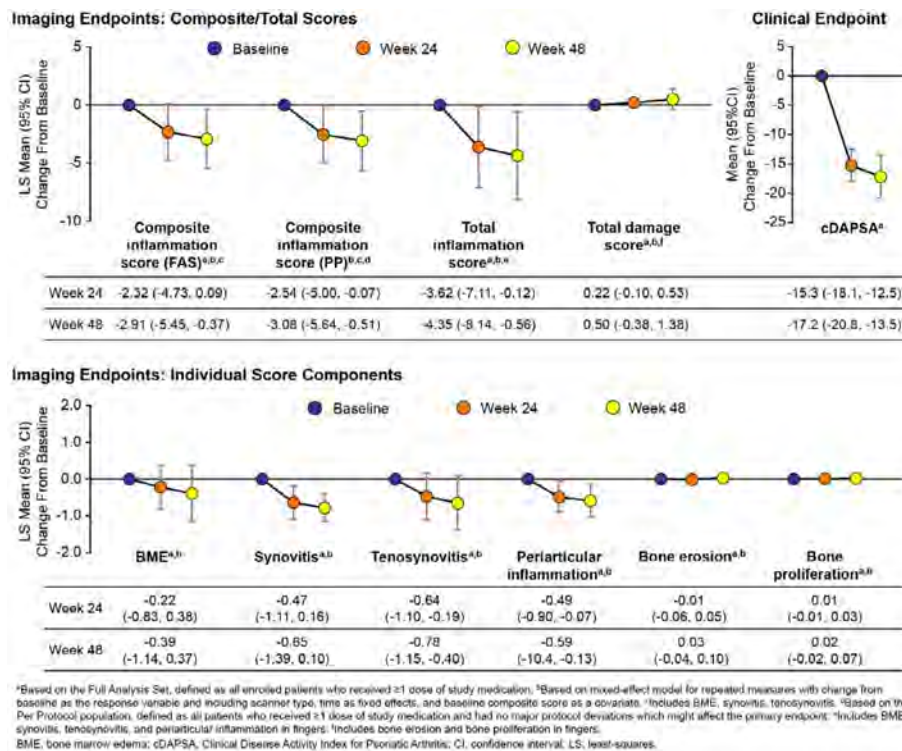 Imaging Endpoints: Composite/Total Scores
Clinical Endpoint
Baseline
Week 24
Week 48
LS Mean (95% CI)
Change From Baseline
5
0
-5
-10
Mean (95%CI)
Change From Baseline
5
0
-5
-10
-15
-20
-25
Composite inflammation score (FAS)a,b,c
Composite inflammation score (PP)b,c,d
Total inflammation scorea,b,e
Total damage scorea,b,f
cDAPSAa
Week 24 -2.32 (-4.73, 0.09) -2.54 (-5.00, -0.07) -3.62 (-7.11, -0.12) 0.22 (-0.10, 0.53) -15.3 (-18.1, -12.5)
Week 48 -2.91 (-5.45, -0.37) -3.08 (-5.64, -0.51) -4.35 (-8.14, -0.56) 0.50 (-0.38, 1.38) -17.2 (-20.8, -13.5)
Imaging Endpoints: Individual Score Components
Baseline
Week 24
Week 48
LS Mean (95% CI)
Change From Baseline
2.0
1.0
0.0
-1.0
-2.0
BMEa,b
Synovitisa,b
Tenosynovitisa,b
Periarticular inflammationa,b
Bone erosiona,b
Bone proliferationa,b
Week 24
-0.22 -0.47 -0.64 -0.49 -0.01 0.01
(-0.83, 0.38) (-1.11, 0.16) (-1.10, -0.19) (-0.90, -0.07) (-0.06, 0.05) (-0.01, 0.03)
Week 48
-0.39 -0.65 -0.78 -0.59 0.03 0.02
(-1.14, 0.37) (-1.39, 0.10) (-1.15, -0.40) (-10.4, -0.13) (-0.04, 0.10) (-0.02, 0.07)
aBased on the Full Analysis Set, defined as all enrolled patients who received ≥1 dose of study medication. bBased on mixed-effect model for repeated measures with change from
baseline as the response variable and including scanner type, time as fixed effects, and baseline composite score as a covariate. cIncludes BME, synovitis, tenosynovitis. dBased on the
Per Protocol population, defined as all patients who received ≥1 dose of study medication and had no major protocol deviations which might affect the primary endpoint. eIncludes BME,
synovitis, tenosynovitis, and periarticular inflammation in fingers. fIncludes bone erosion and bone proliferation in fingers.
BME, bone marrow edema; cDAPSA, Clinical Disease Activity Index for Psoriatic Arthritis; CI, confidence interval; LS, least-squares.